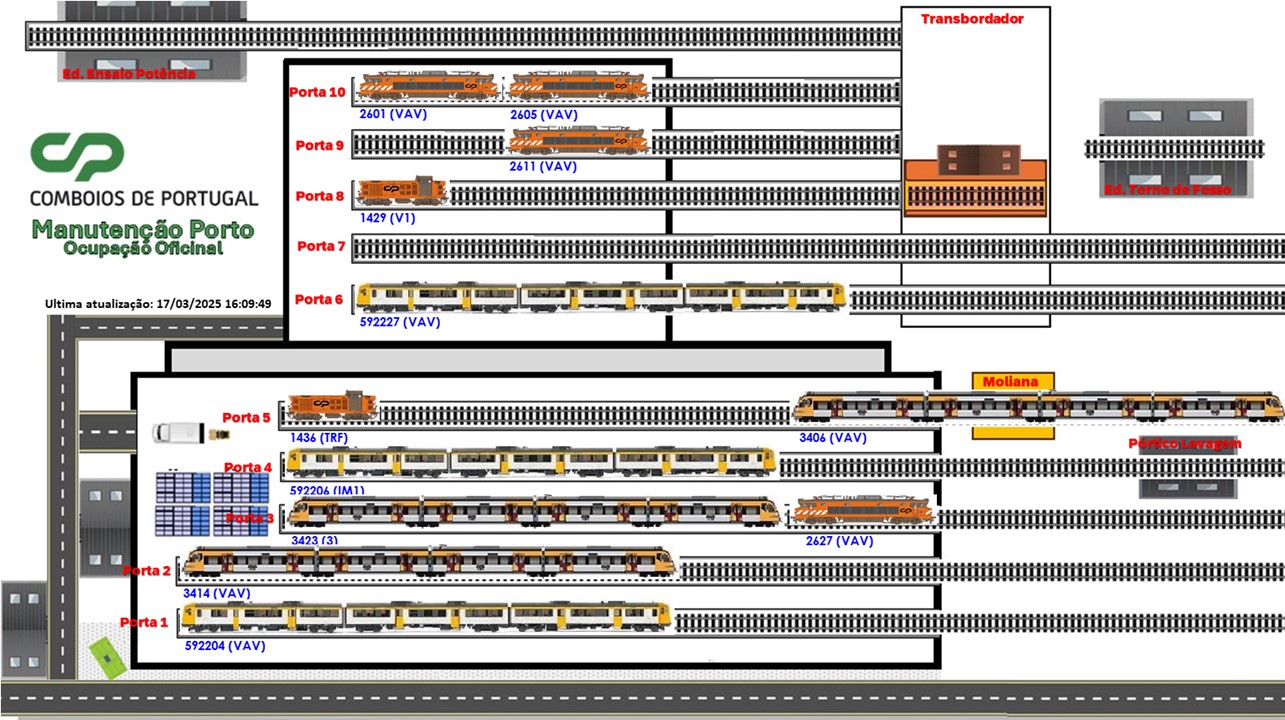 Transbordador
Ed. Ensaio Potência
Porta 10
2601 (VAV)
2605 (VAV)
Porta 9
2611 (VAV)
Ed. Torno de Fosso
CP
COMBOIOS DE PORTUGAL
Manutenção Porto
Ocupação Oficinal
Porta 8
1429 (V1)
Porta 7
Ultima atualização: 17/03/2025 16:09:49
Porta 6
592227 (VAV)
Moliana
Porta 5
1436 (TRF)
3406 (VAV)
Pórtico Lavagem
Porta 4
592206 (IM1)
Porta 3
3423 (3)
2627 (VAV)
Porta 2
3414 (VAV)
Porta 1
592204 (VAV)